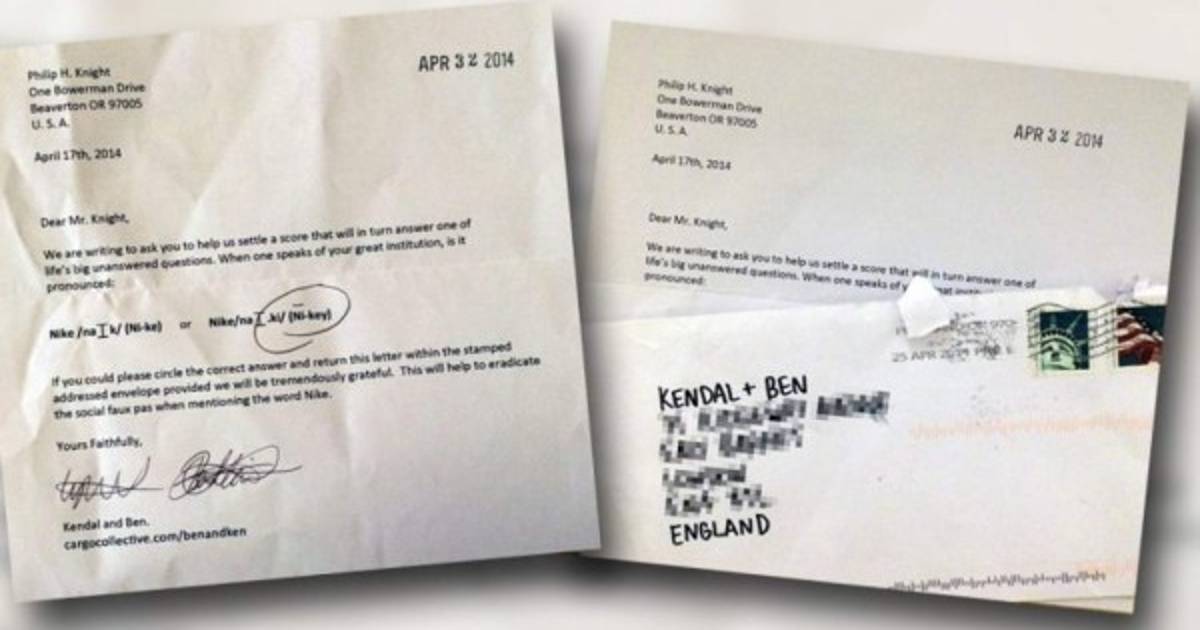 Philip H. Knight
One Bowerman Drive
Beaverton OR 97005
U. S. A.
APR 32 2014
April 17th, 2014
Dear Mr. Knight,
We are writing to ask you to help us settle a score that will in turn answer one of
life's big unanswered questions. When one speaks of your great institution, is it
pronounced:
Nike /naɪk/ (Ni-ke) or Nike/naɪ.ki/ (Ni-key)
If you could please circle the correct answer and return this letter within the stamped
addressed envelope provided we will be tremendously grateful. This will help to eradicate
the social faux pas when mentioning the word Nike.
Yours Faithfully,
Kendal and Ben.
cargocollective.com/benandken
Philip H. Knight
One Bowerman Drive
Beaverton OR 97005
U. S. A.
APR 32 2014
April 17th, 2014
Dear Mr. Knight,
We are writing to ask you to help us settle a score that will in turn answer one of
life's big unanswered questions. When one speaks of
pronounced:
25 APR
KENDAL + BEN
ENGLAND